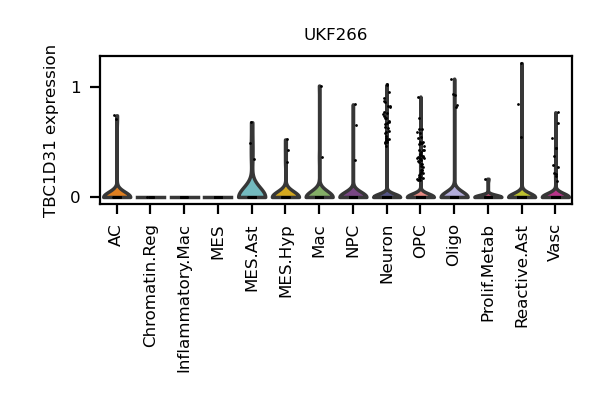 UKF266
TBC1D31 expression
1
0
AC
Chromatin.Reg
Inflammatory.Mac
MES
MES.Ast
MES.Hyp
Mac
NPC
Neuron
OPC
Oligo
Prolif.Metab
Reactive.Ast
Vasc